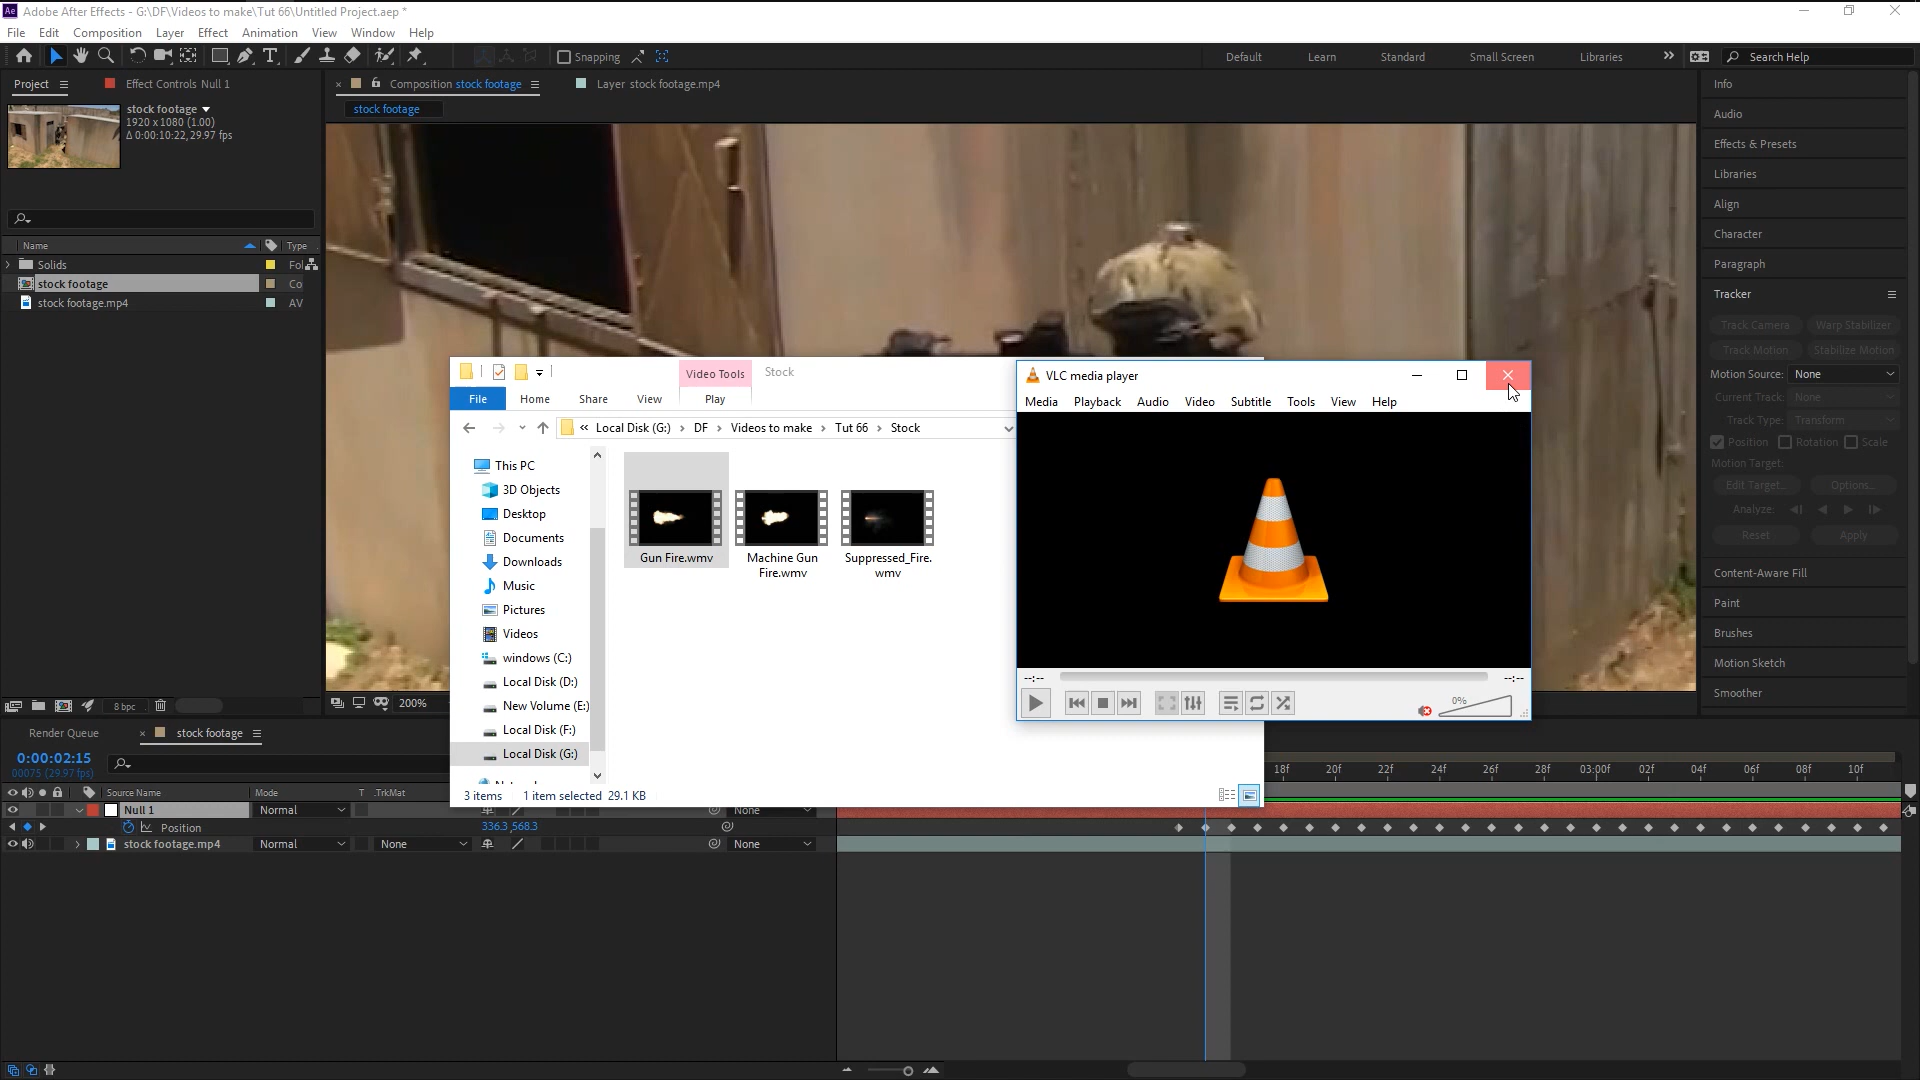 Ae Adobe After Effects - G:\DF\Videos to make\Tut 66\Untitled Project.aep *
File Edit Composition Layer Effect Animation View Window Help
Snapping Default Learn Standard Small Screen Libraries Search Help
Project Effect Controls Null 1 Composition stock footage Layer stock footage.mp4 Info
stock footage
1920 x 1080 (1.00)
Δ 0:00:10:22, 29.97 fps
stock footage
Audio
Effects & Presets
Libraries
Align
Character
Paragraph
Tracker
Name Type
Solids Fol
stock footage Co
stock footage.mp4 AV
Track Camera Warp Stabilizer
Track Motion Stabilize Motion
Motion Source: None
Current Track: None
Track Type: Transform
Position Rotation Scale
Motion Target:
Edit Target... Options...
Analyze:
Reset Apply
Content-Aware Fill
Paint
Brushes
Motion Sketch
Smoother
Video Tools Stock
File Home Share View Play
« Local Disk (G:) › DF › Videos to make › Tut 66 › Stock
This PC
3D Objects
Desktop
Documents
Downloads
Music
Pictures
Videos
windows (C:)
Local Disk (D:)
New Volume (E:)
Local Disk (F:)
Local Disk (G:)
Gun Fire.wmv
Machine Gun
Fire.wmv
Suppressed_Fire.
wmv
3 items 1 item selected 29.1 KB
VLC media player
Media Playback Audio Video Subtitle Tools View Help
--:-- --:--
0%
8 bpc 200%
Render Queue stock footage
0:00:02:15
00075 (29.97 fps)
18f 20f 22f 24f 26f 28f 03:00f 02f 04f 06f 08f 10f
Source Name Mode T .TrkMat
Null 1 Normal None
Position 336.3,568.3
stock footage.mp4 Normal None None